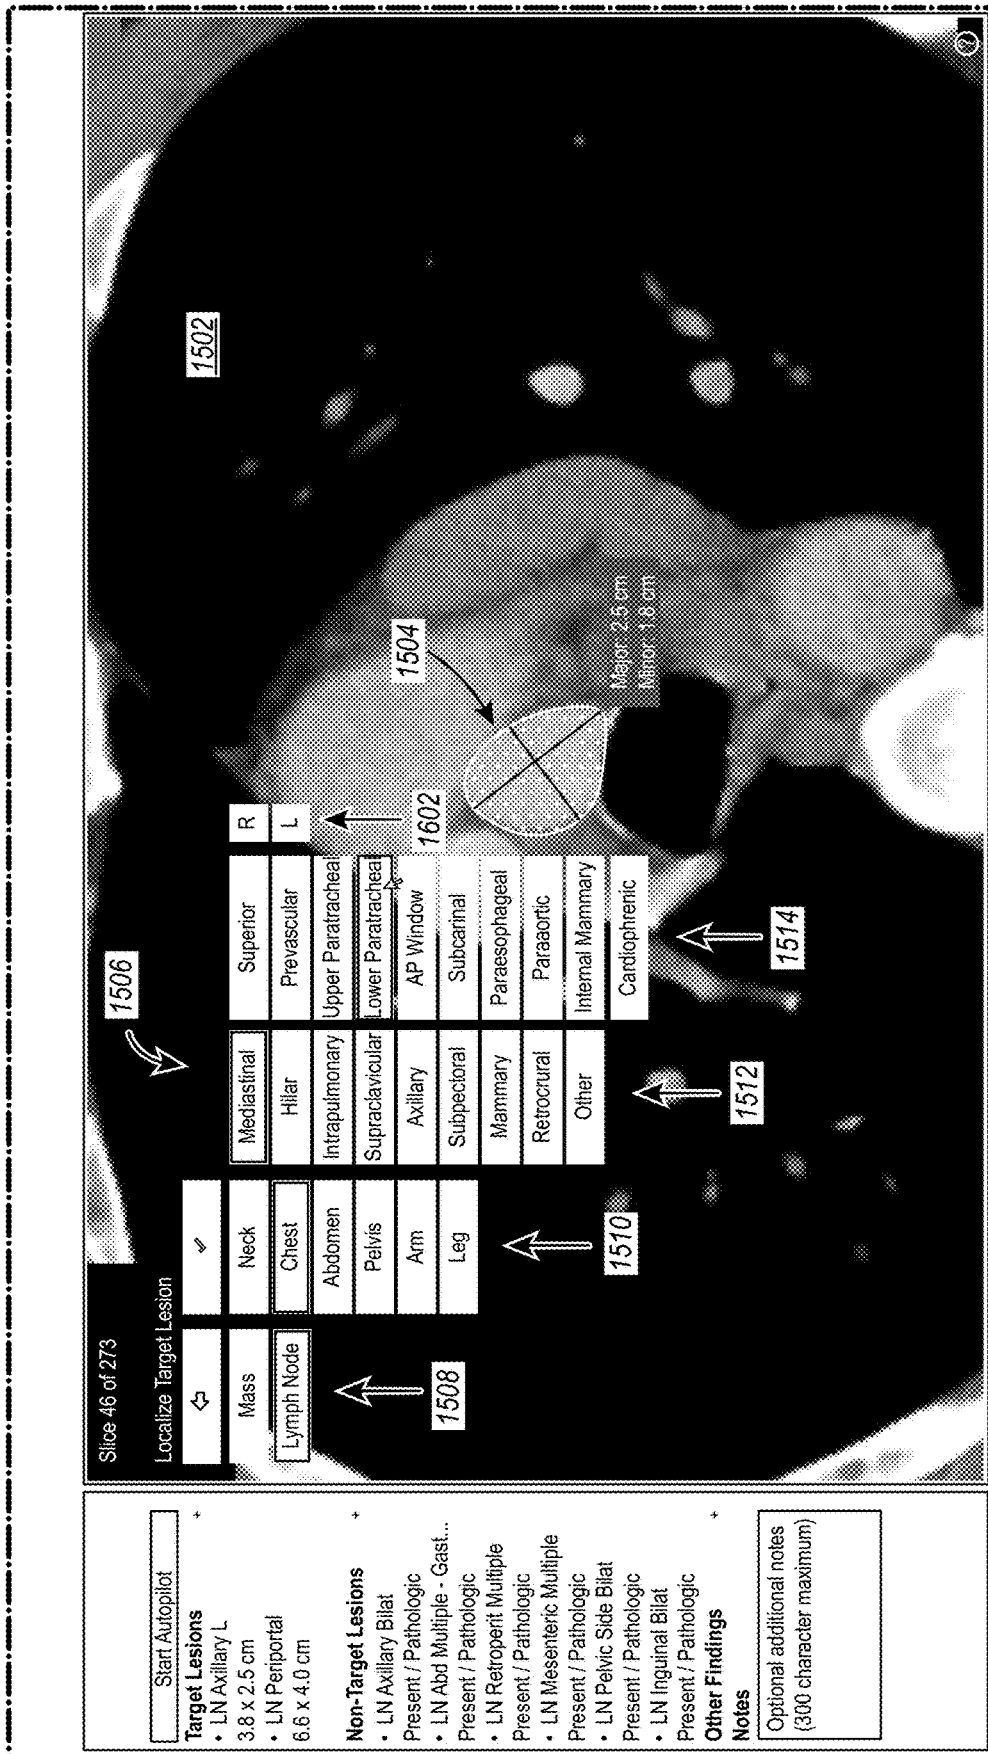 Start Autopilot
Target Lesions +
• LN Axillary L
3.8 x 2.5 cm
• LN Periportal
6.6 x 4.0 cm
Non-Target Lesions +
• LN Axillary Bilat
Present / Pathologic
• LN Abd Multiple - Gast...
Present / Pathologic
• LN Retroperit Multiple
Present / Pathologic
• LN Mesenteric Multiple
Present / Pathologic
• LN Pelvic Side Bilat
Present / Pathologic
• LN Inguinal Bilat
Present / Pathologic
Other Findings +
Notes
Optional additional notes
(300 character maximum)
Slice 46 of 273
Localize Target Lesion
Mass
Lymph Node
1508
Neck
Chest
Abdomen
Pelvis
Arm
Leg
1510
1506
Mediastinal
Hilar
Intrapulmonary
Supraclavicular
Axillary
Subpectoral
Mammary
Retrocrural
Other
1512
Superior
Prevascular
Upper Paratracheal
Lower Paratracheal
AP Window
Subcarinal
Paraesophageal
Paraaortic
Internal Mammary
Cardiophrenic
1514
R
L
1602
1504
Major: 2.5 cm
Minor: 1.8 cm
1502
?